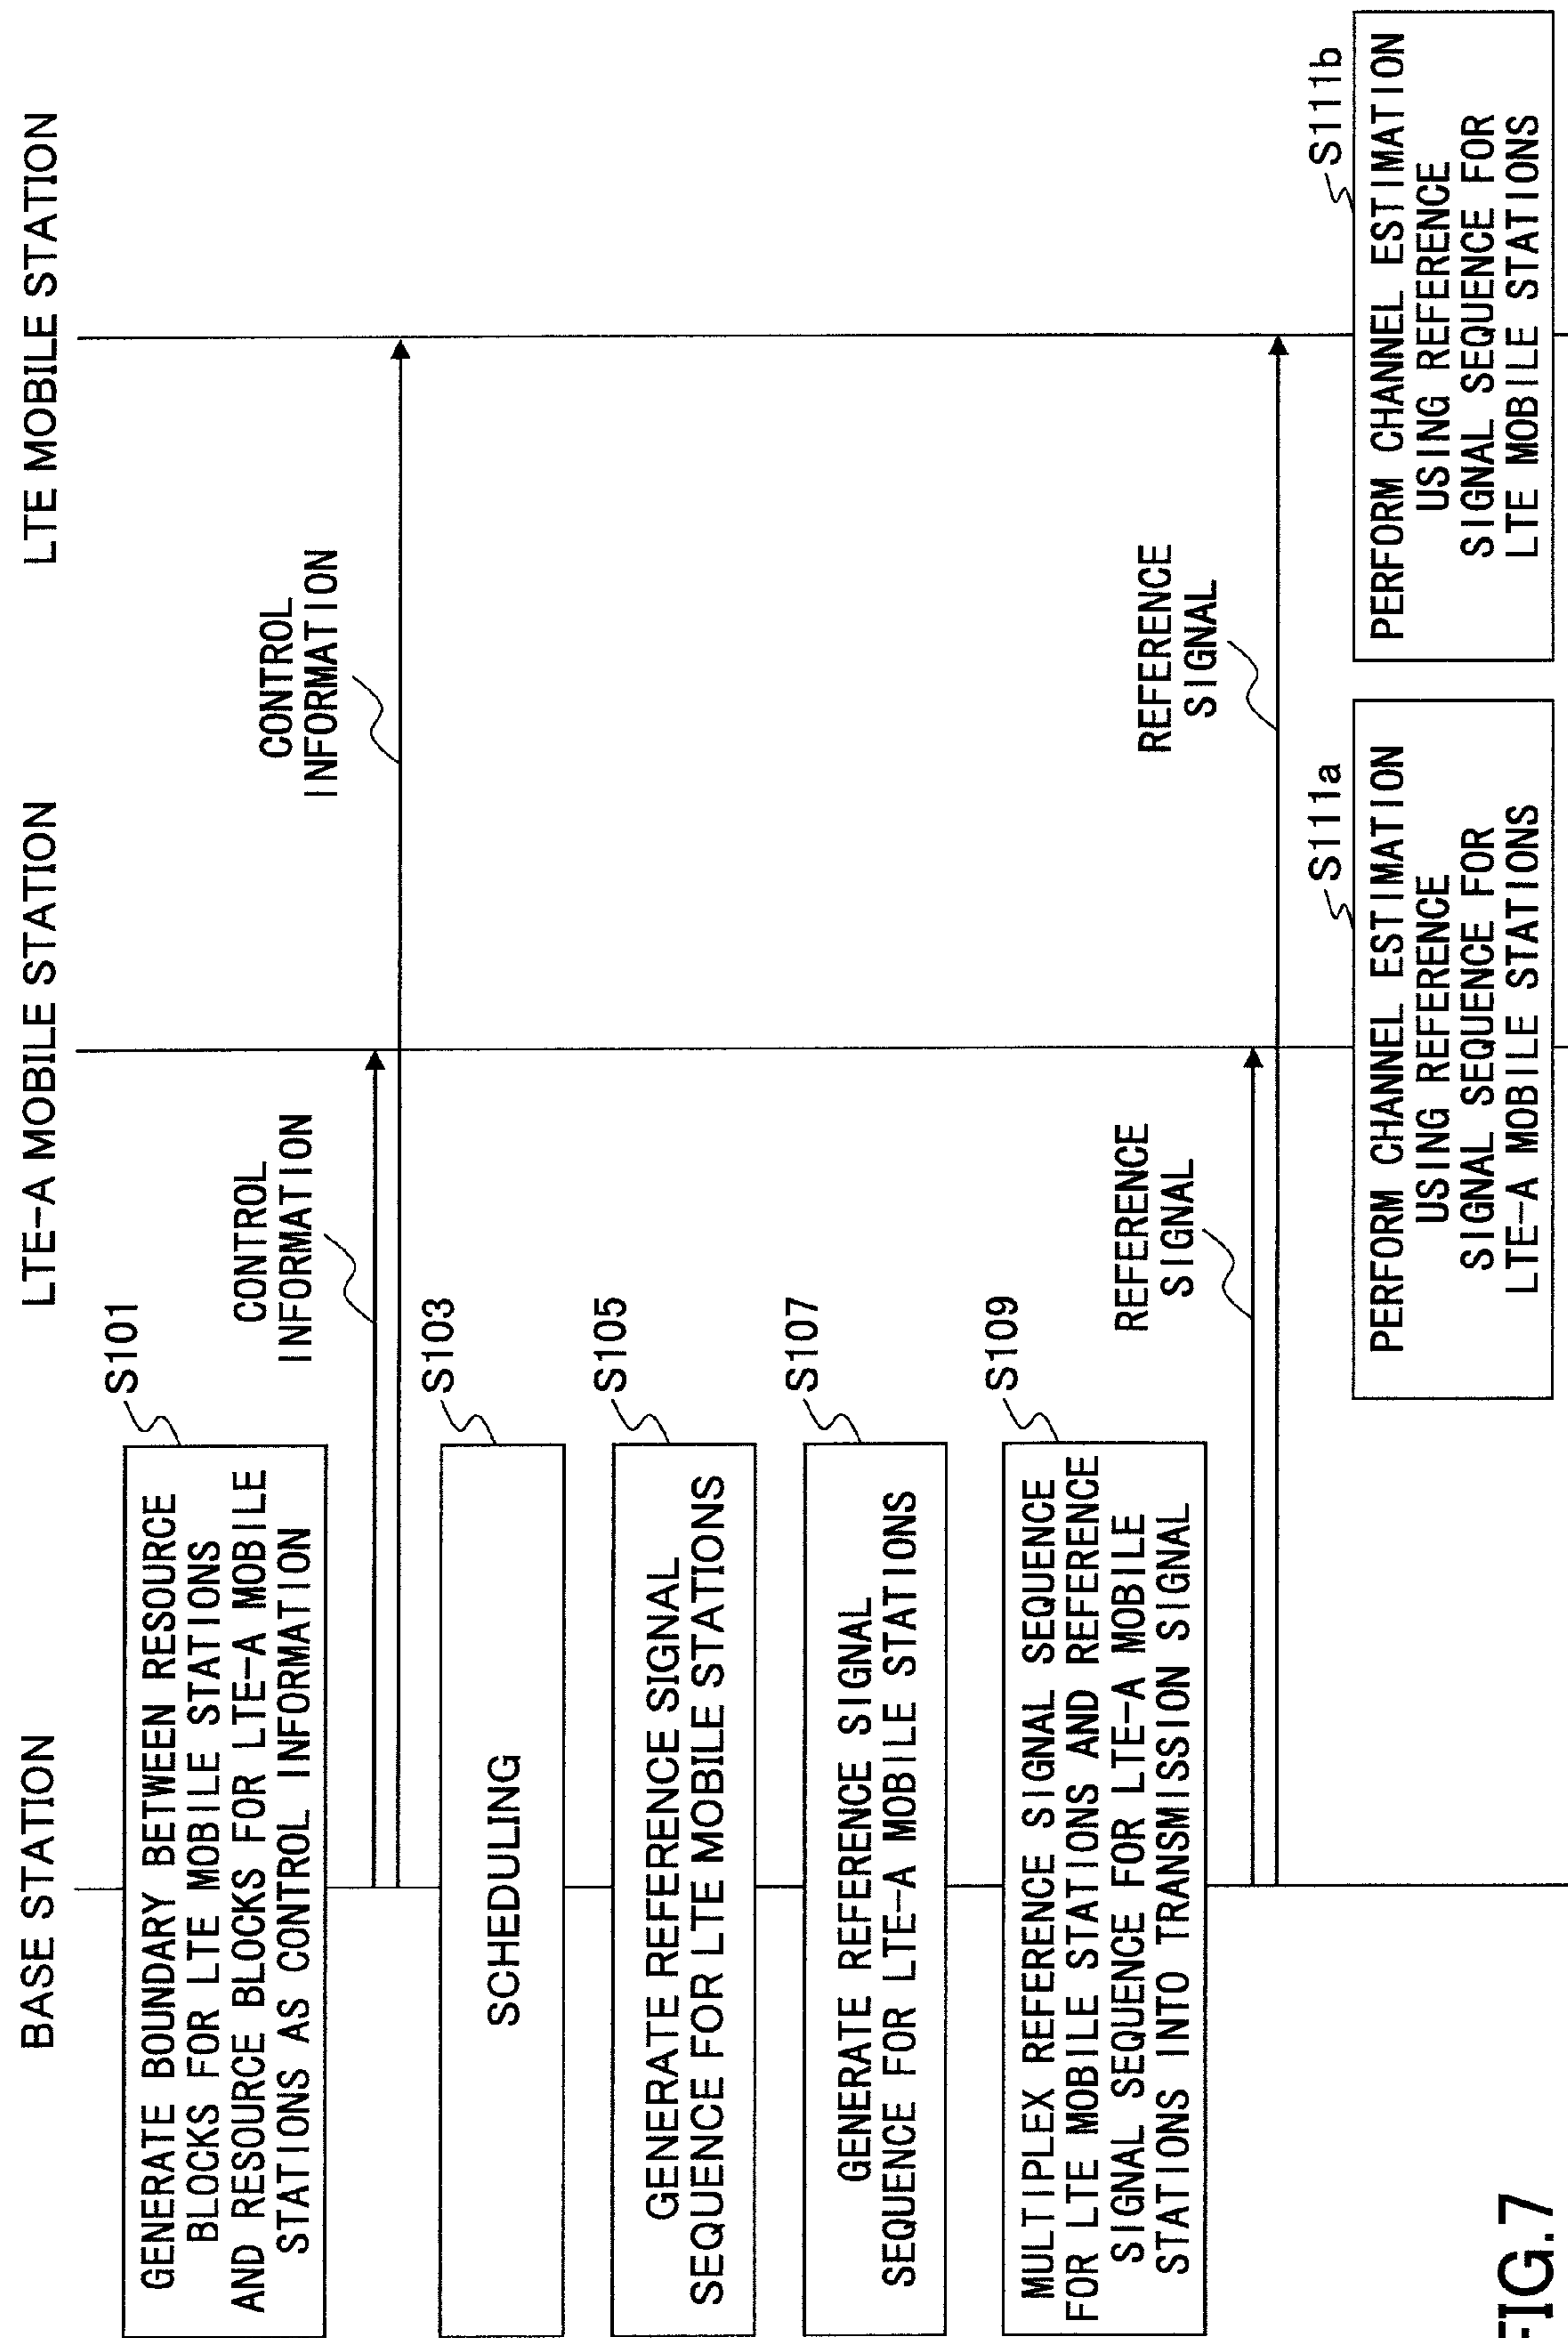 BASE STATION
LTE-A MOBILE STATION
LTE MOBILE STATION
S101
GENERATE BOUNDARY BETWEEN RESOURCE
BLOCKS FOR LTE MOBILE STATIONS
AND RESOURCE BLOCKS FOR LTE-A MOBILE
STATIONS AS CONTROL INFORMATION
CONTROL
INFORMATION
CONTROL
INFORMATION
S103
SCHEDULING
S105
GENERATE REFERENCE SIGNAL
SEQUENCE FOR LTE MOBILE STATIONS
S107
GENERATE REFERENCE SIGNAL
SEQUENCE FOR LTE-A MOBILE STATIONS
S109
MULTIPLEX REFERENCE SIGNAL SEQUENCE
FOR LTE MOBILE STATIONS AND REFERENCE
SIGNAL SEQUENCE FOR LTE-A MOBILE
STATIONS INTO TRANSMISSION SIGNAL
REFERENCE
SIGNAL
REFERENCE
SIGNAL
S111a
PERFORM CHANNEL ESTIMATION
USING REFERENCE
SIGNAL SEQUENCE FOR
LTE-A MOBILE STATIONS
S111b
PERFORM CHANNEL ESTIMATION
USING REFERENCE
SIGNAL SEQUENCE FOR
LTE MOBILE STATIONS
FIG.7